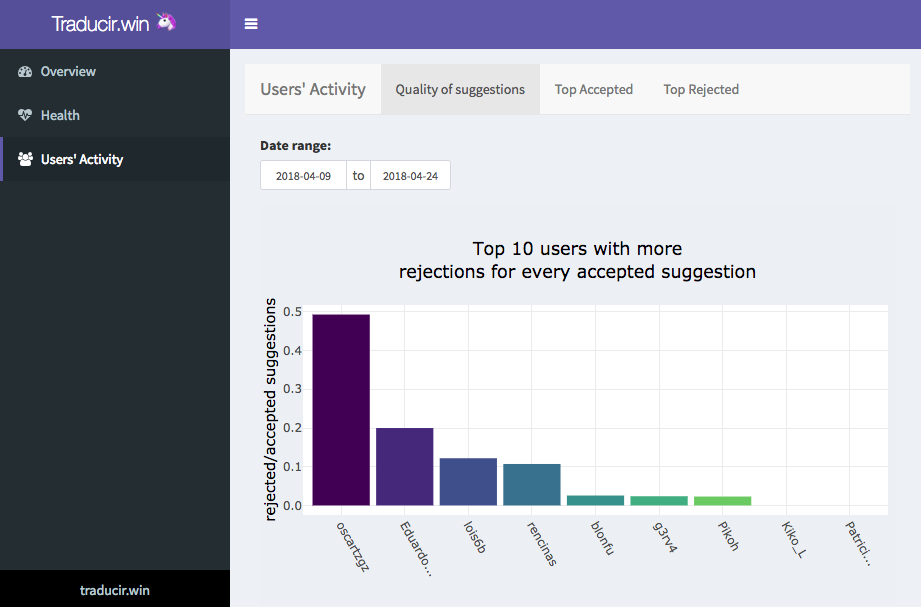 Traducir.win 🦄
Overview
Health
Users' Activity
traducir.win
Users' Activity
Quality of suggestions
Top Accepted
Top Rejected
Date range:
2018-04-09 to 2018-04-24
Top 10 users with more
rejections for every accepted suggestion
rejected/accepted suggestions
0.5
0.4
0.3
0.2
0.1
0.0
oscartzgz
Eduardo...
lois6b
rencinas
blonfu
g3rv4
Pikoh
Kiko_L
Patrici...